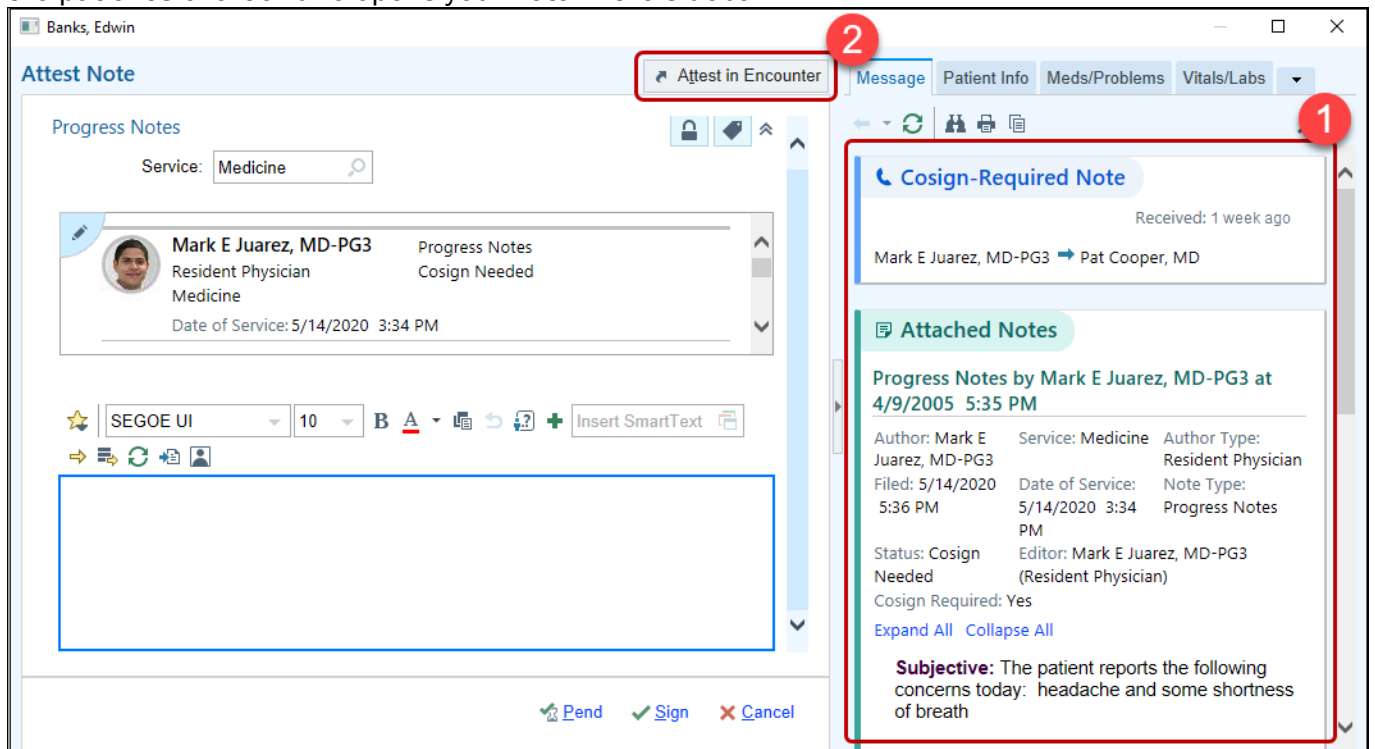 Banks, Edwin
2
Attest Note
Attest in Encounter
Message Patient Info Meds/Problems Vitals/Labs
1
Progress Notes
Service: Medicine
Mark E Juarez, MD-PG3 Progress Notes
Resident Physician Cosign Needed
Medicine
Date of Service: 5/14/2020 3:34 PM
SEGOE UI 10 B A Insert SmartText
Pend Sign Cancel
Cosign-Required Note
Received: 1 week ago
Mark E Juarez, MD-PG3 → Pat Cooper, MD
Attached Notes
Progress Notes by Mark E Juarez, MD-PG3 at
4/9/2005 5:35 PM
Author: Mark E Service: Medicine Author Type:
Juarez, MD-PG3 Resident Physician
Filed: 5/14/2020 Date of Service: Note Type:
5:36 PM 5/14/2020 3:34 Progress Notes
PM
Status: Cosign Editor: Mark E Juarez, MD-PG3
Needed (Resident Physician)
Cosign Required: Yes
Expand All Collapse All
Subjective: The patient reports the following
concerns today: headache and some shortness
of breath